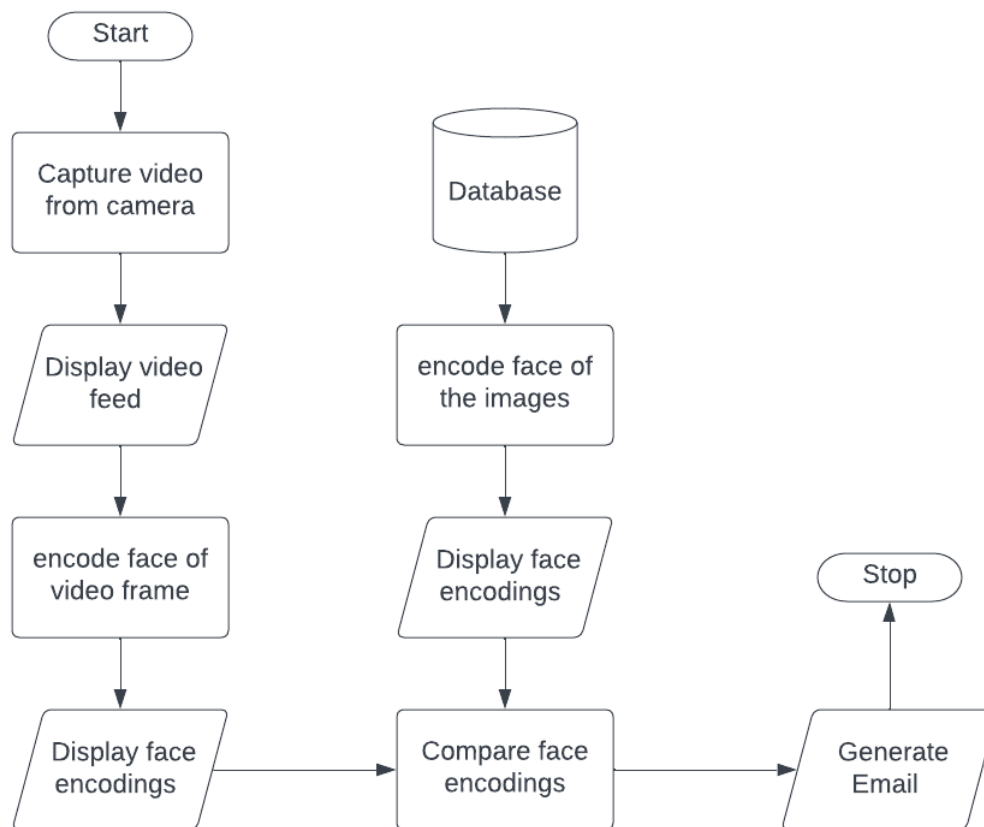 Start
Capture video
from camera
Display video
feed
encode face of
video frame
Display face
encodings
Database
encode face of
the images
Display face
encodings
Compare face
encodings
Generate
Email
Stop